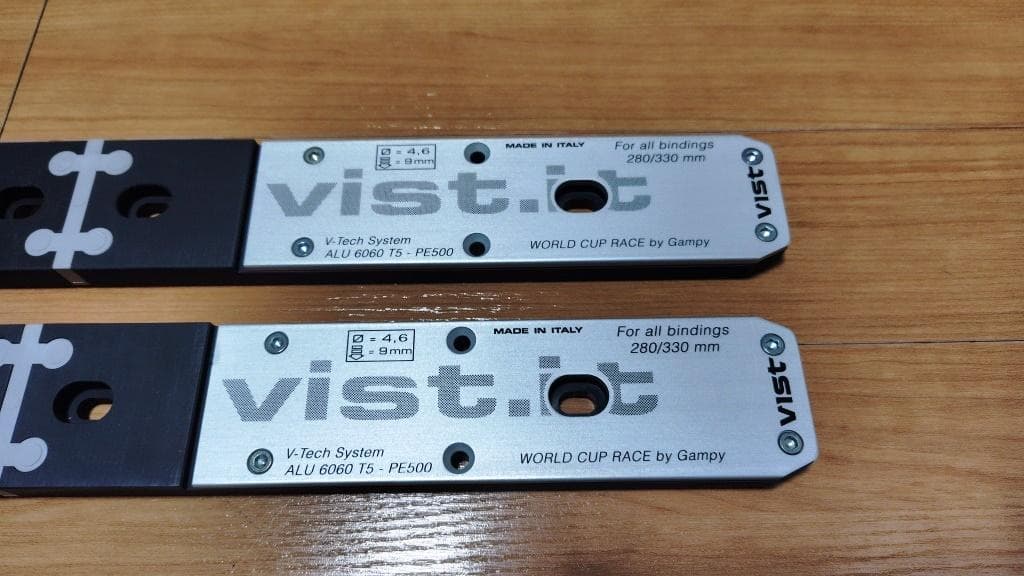 Ø = 4,6
= 9mm
MADE IN ITALY
For all bindings
280/330 mm
vist.it
vist
V-Tech System
ALU 6060 T5 - PE500
WORLD CUP RACE by Gampy
Ø = 4,6
= 9mm
MADE IN ITALY
For all bindings
280/330 mm
vist.it
vist
V-Tech System
ALU 6060 T5 - PE500
WORLD CUP RACE by Gampy